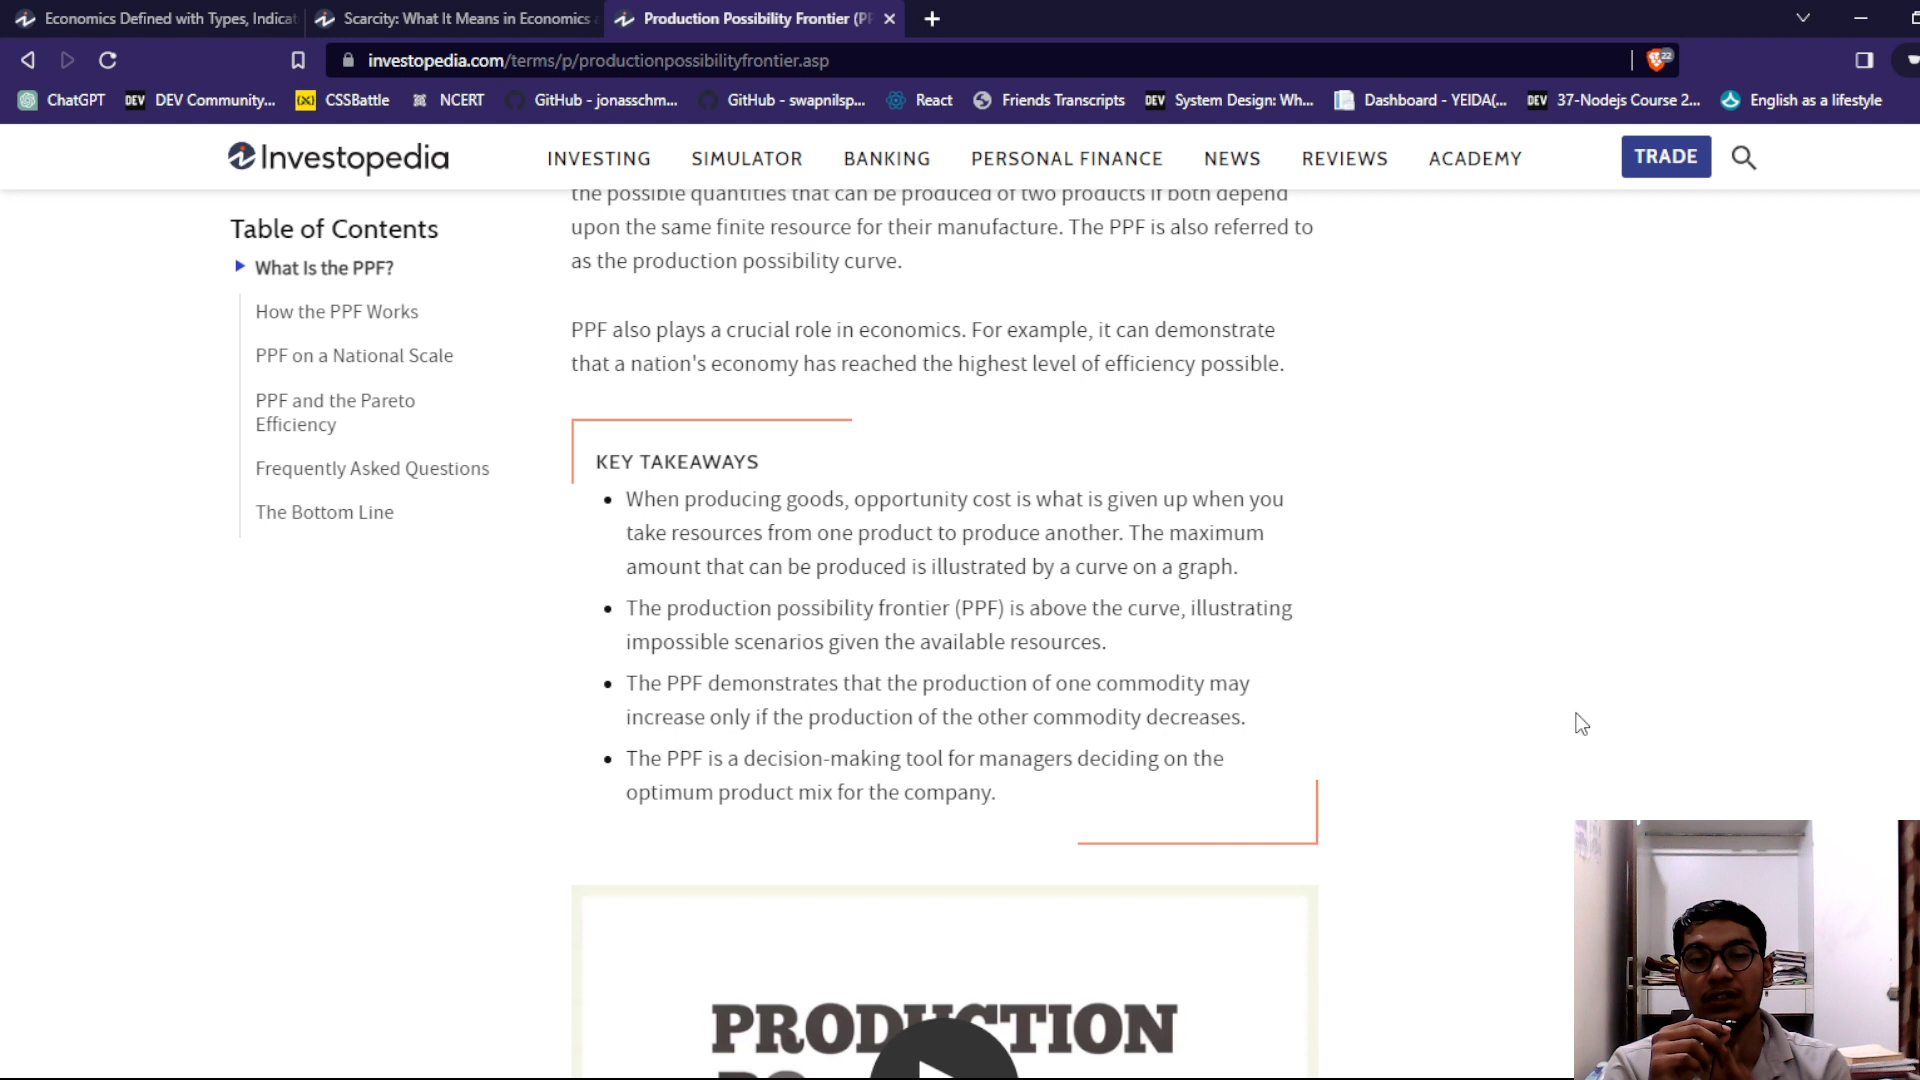 Economics Defined with Types, Indicat
Scarcity: What It Means in Economics
Production Possibility Frontier (PP
investopedia.com/terms/p/productionpossibilityfrontier.asp
22
ChatGPT
DEV DEV Community...
CSSBattle
NCERT
GitHub - jonasschm...
GitHub - swapnilsp...
React
Friends Transcripts
DEV System Design: Wh...
Dashboard - YEIDA(...
DEV 37-Nodejs Course 2...
English as a lifestyle
Investopedia
INVESTING
SIMULATOR
BANKING
PERSONAL FINANCE
NEWS
REVIEWS
ACADEMY
TRADE
Table of Contents
What Is the PPF?
How the PPF Works
PPF on a National Scale
PPF and the Pareto
Efficiency
Frequently Asked Questions
The Bottom Line
the possible quantities that can be produced of two products if both depend
upon the same finite resource for their manufacture. The PPF is also referred to
as the production possibility curve.
PPF also plays a crucial role in economics. For example, it can demonstrate
that a nation's economy has reached the highest level of efficiency possible.
KEY TAKEAWAYS
• When producing goods, opportunity cost is what is given up when you
take resources from one product to produce another. The maximum
amount that can be produced is illustrated by a curve on a graph.
• The production possibility frontier (PPF) is above the curve, illustrating
impossible scenarios given the available resources.
• The PPF demonstrates that the production of one commodity may
increase only if the production of the other commodity decreases.
• The PPF is a decision-making tool for managers deciding on the
optimum product mix for the company.
PRODUCTION